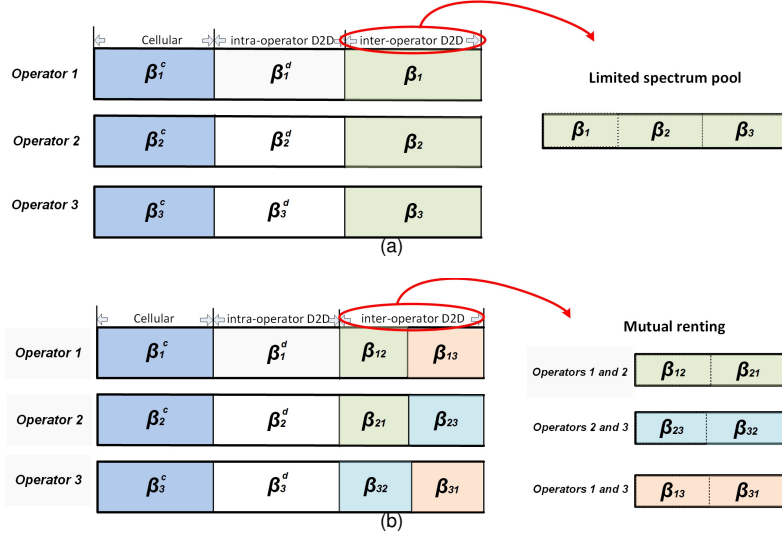 Cellular intra-operator D2D inter-operator D2D
Operator 1 β₁ᶜ β₁ᵈ β₁
Limited spectrum pool
β₁ β₂ β₃
Operator 2 β₂ᶜ β₂ᵈ β₂
Operator 3 β₃ᶜ β₃ᵈ β₃
(a)
Cellular intra-operator D2D inter-operator D2D
Mutual renting
Operator 1 β₁ᶜ β₁ᵈ β₁₂ β₁₃
Operators 1 and 2 β₁₂ β₂₁
Operator 2 β₂ᶜ β₂ᵈ β₂₁ β₂₃
Operators 2 and 3 β₂₃ β₃₂
Operator 3 β₃ᶜ β₃ᵈ β₃₂ β₃₁
Operators 1 and 3 β₁₃ β₃₁
(b)